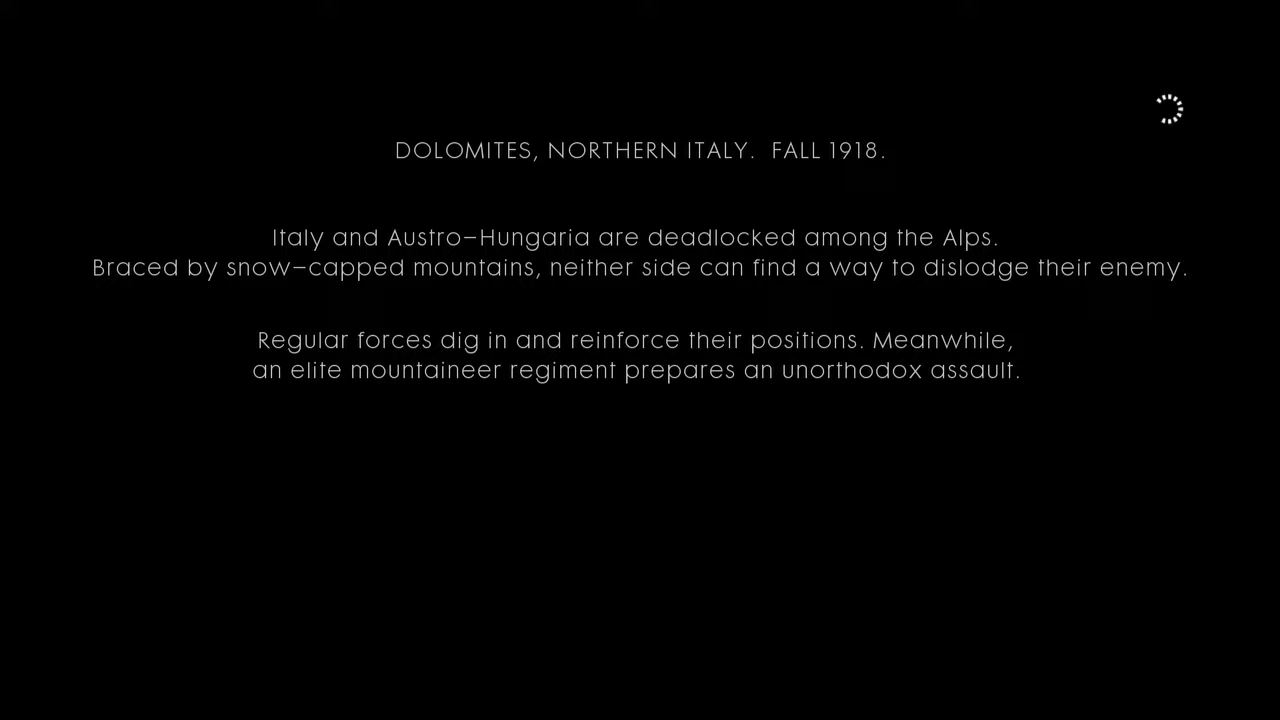 DOLOMITES, NORTHERN ITALY. FALL 1918.
Italy and Austro-Hungaria are deadlocked among the Alps.
Braced by snow-capped mountains, neither side can find a way to dislodge their enemy.
Regular forces dig in and reinforce their positions. Meanwhile,
an elite mountaineer regiment prepares an unorthodox assault.